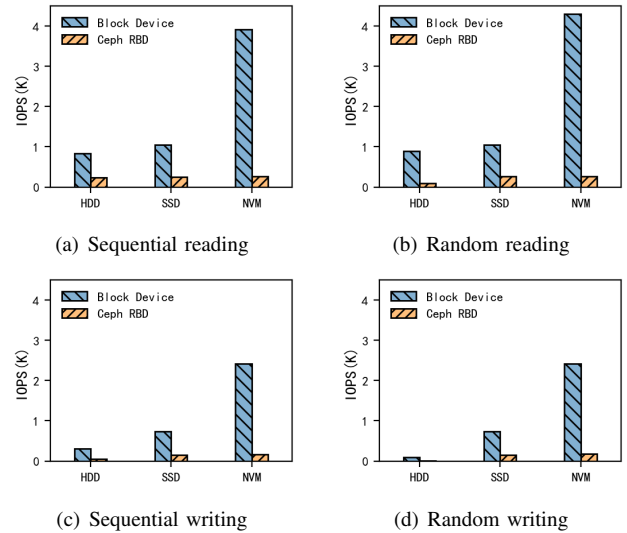 Block Device
Ceph RBD
4
3
2
1
0
IOPS(K)
HDD
SSD
NVM
(a) Sequential reading
Block Device
Ceph RBD
4
3
2
1
0
IOPS(K)
HDD
SSD
NVM
(b) Random reading
Block Device
Ceph RBD
4
3
2
1
0
IOPS(K)
HDD
SSD
NVM
(c) Sequential writing
Block Device
Ceph RBD
4
3
2
1
0
IOPS(K)
HDD
SSD
NVM
(d) Random writing